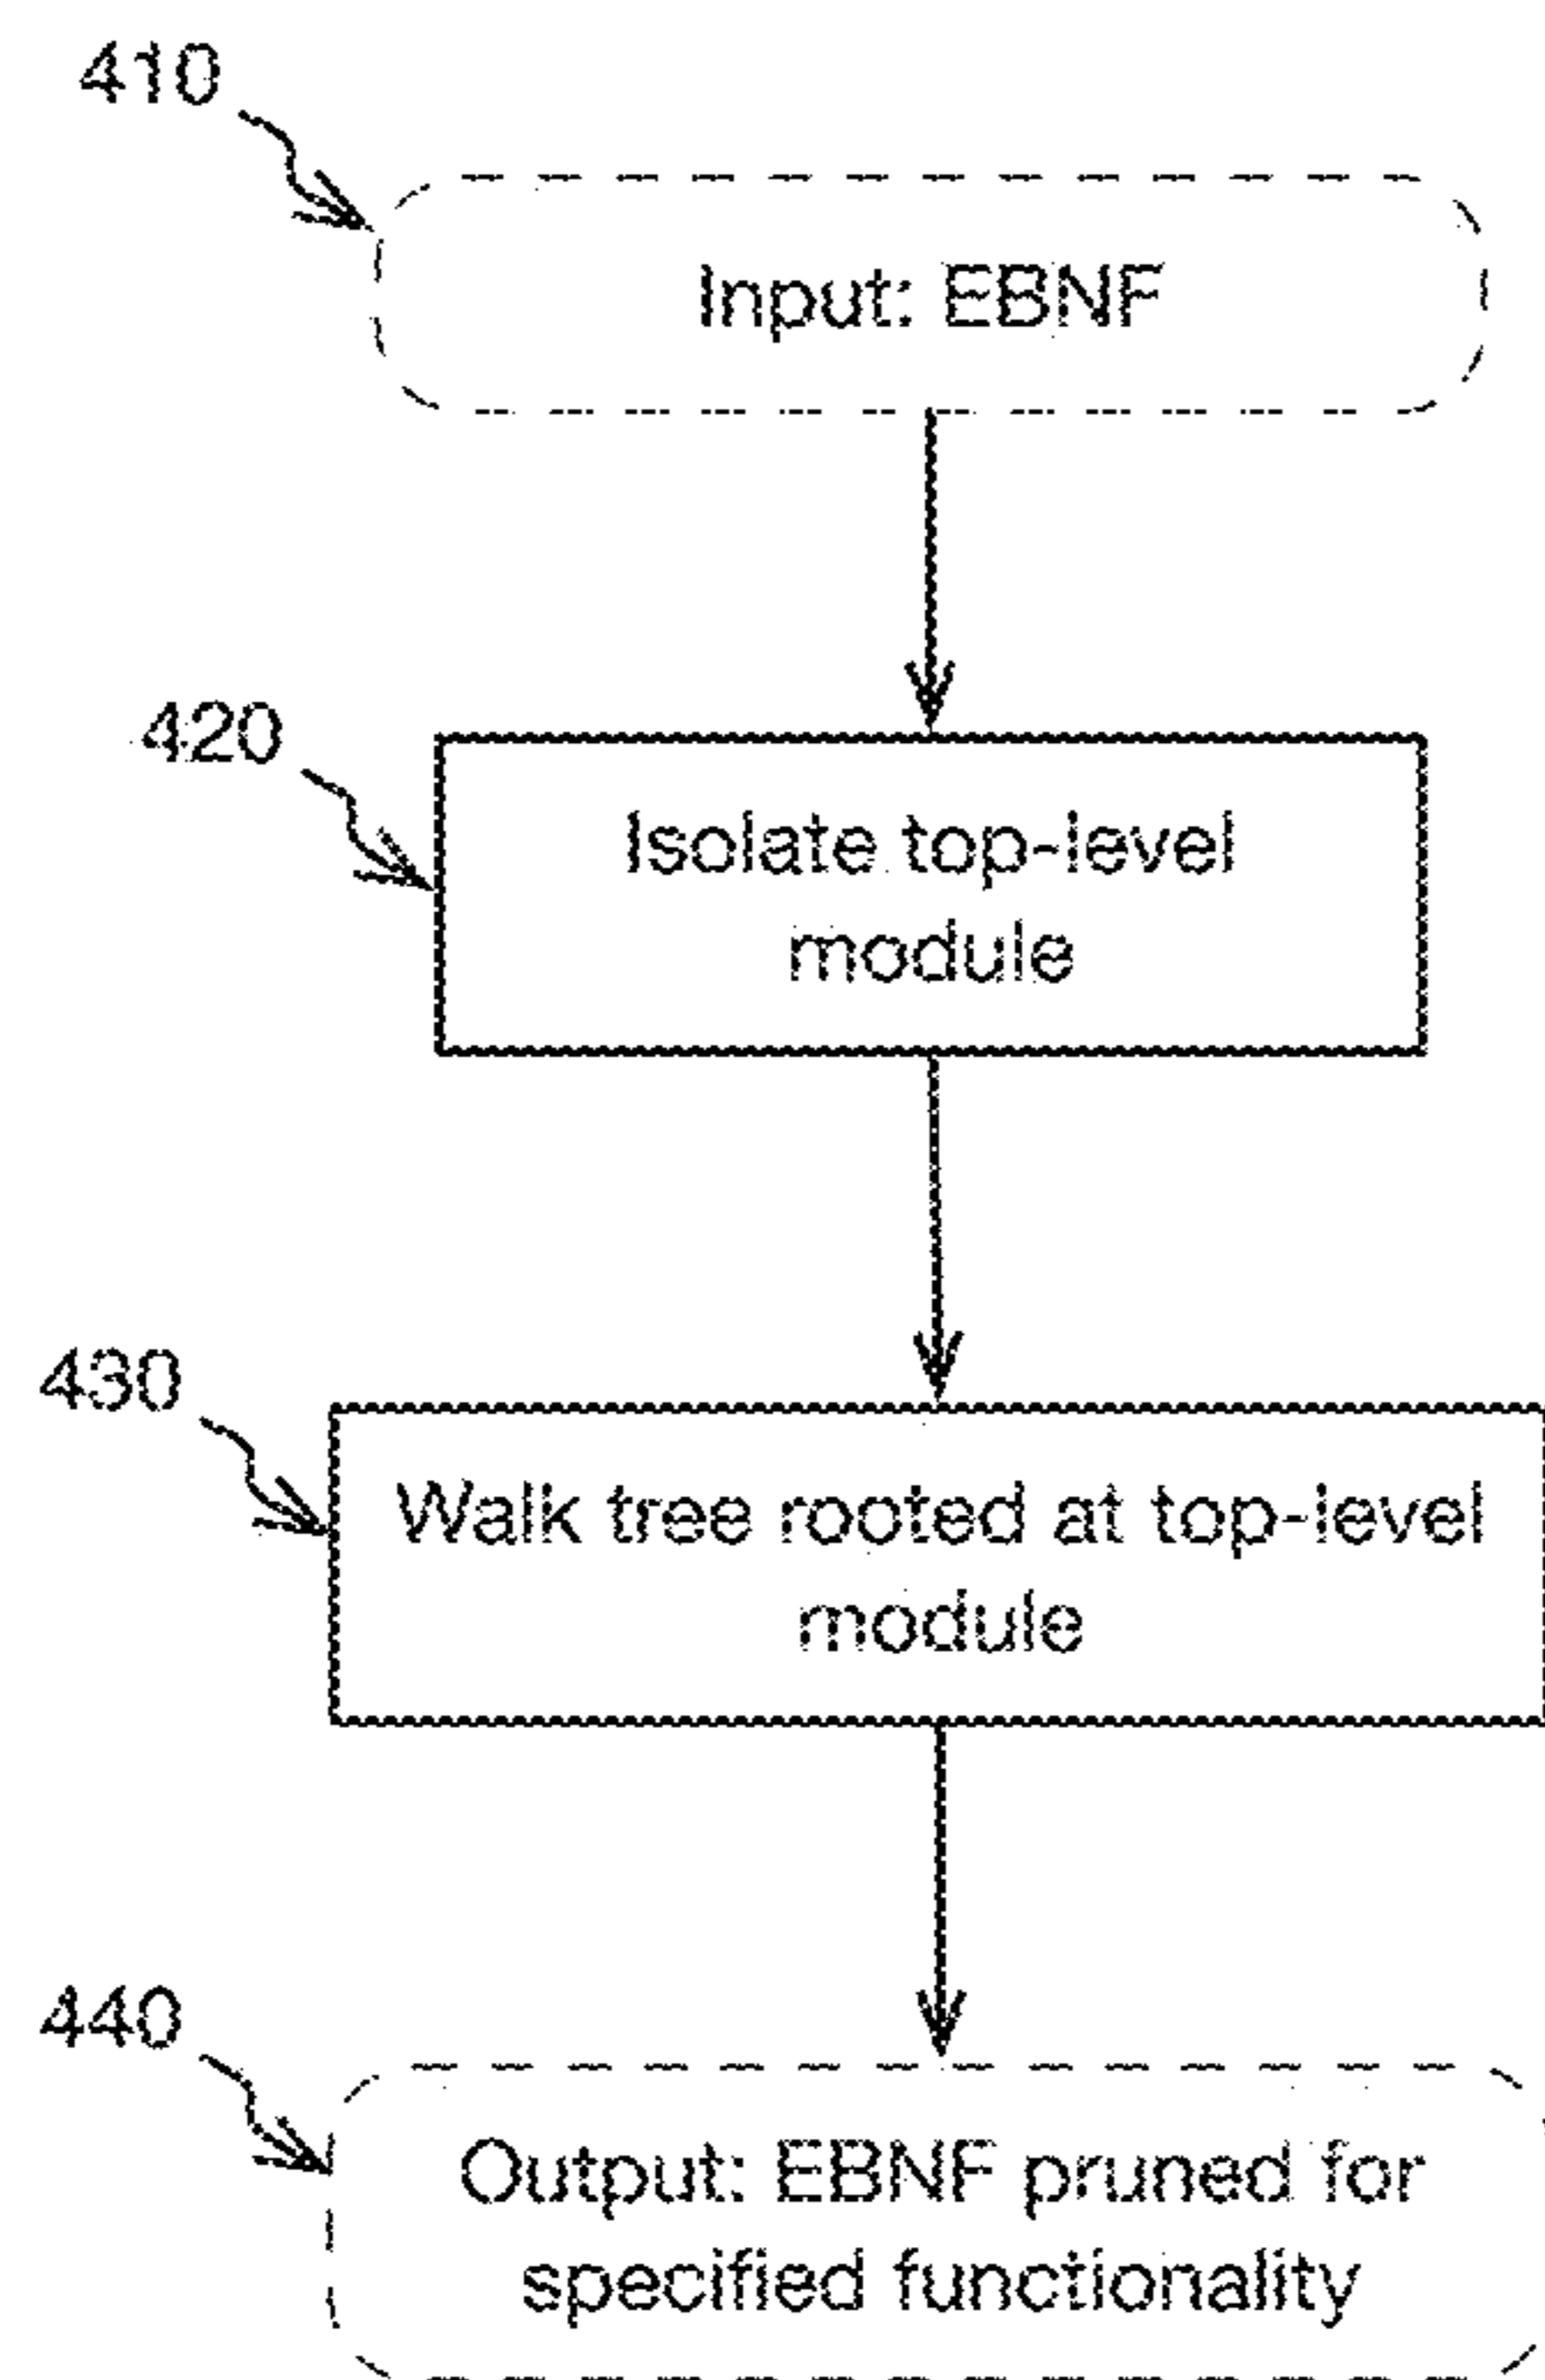 410
Input: EBNF
420
Isolate top-level
module
430
Walk tree rooted at top-level
module
440
Output: EBNF pruned for
specified functionality